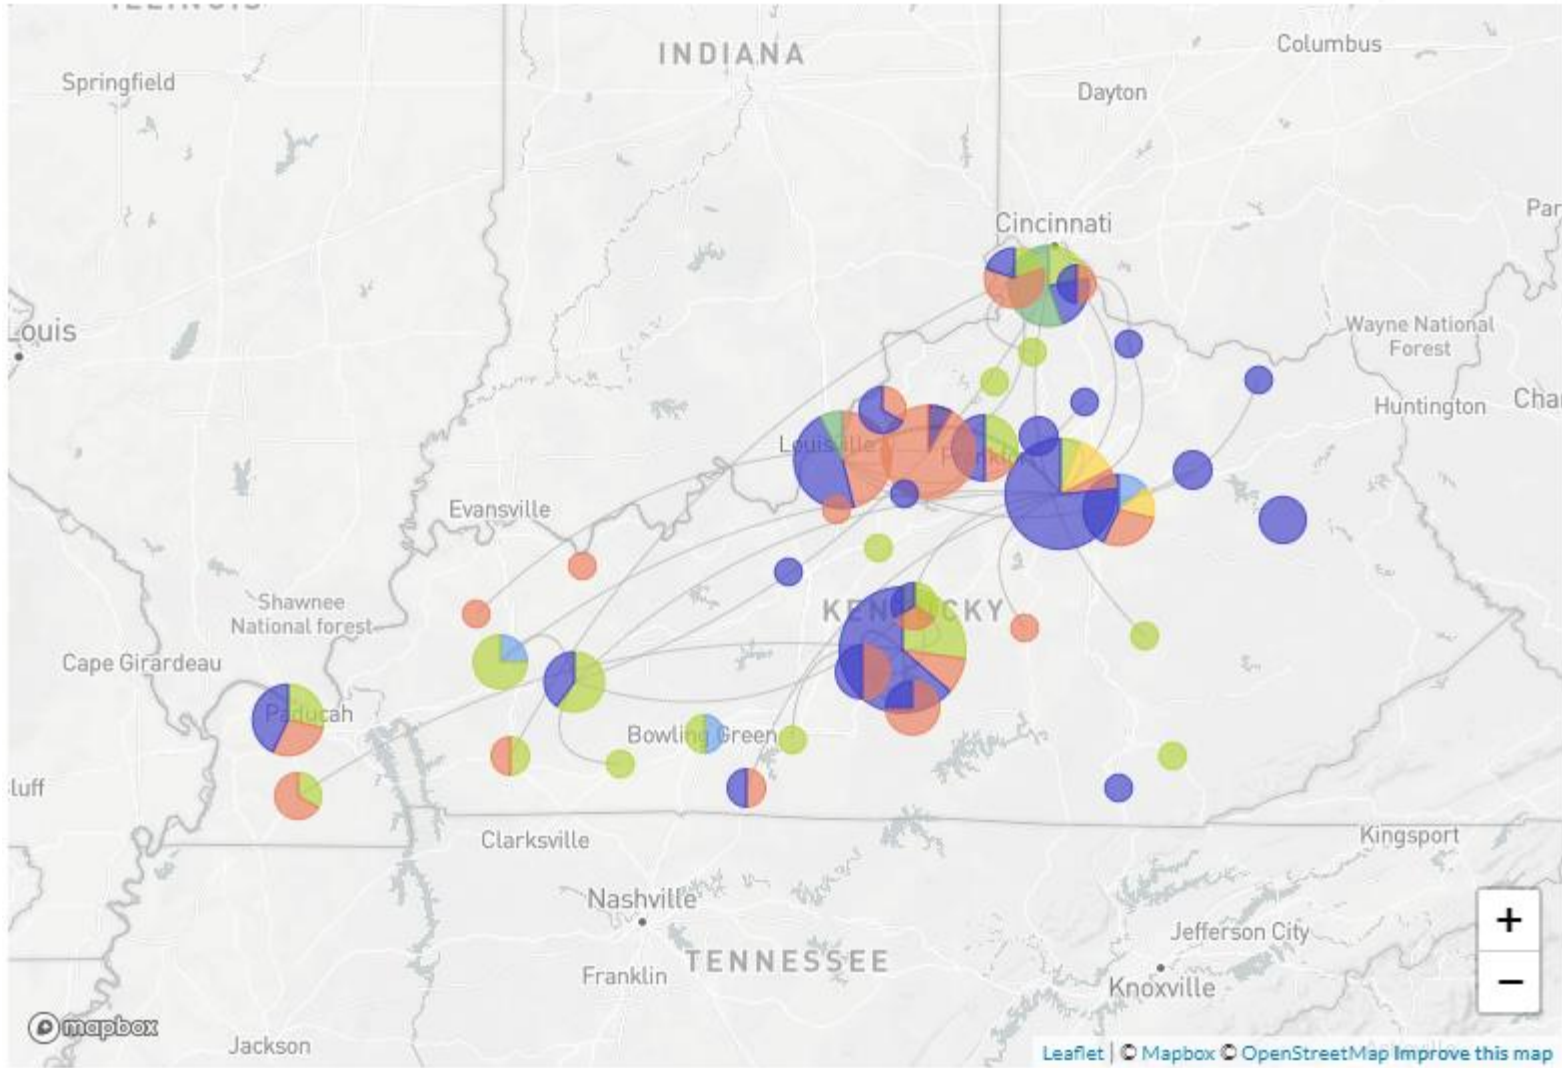 ILLINOIS
INDIANA
Columbus
Springfield
Dayton
Cincinnati
Par
Louis
Wayne National
Forest
Huntington
Cha
Louisville
Frankfort
Evansville
Shawnee
National forest
KENTUCKY
Cape Girardeau
Paducah
Bowling Green
luff
Clarksville
Kingsport
Nashville
Jefferson City
TENNESSEE
Franklin
Knoxville
+
−
mapbox
Jackson
Leaflet | © Mapbox © OpenStreetMap Improve this map